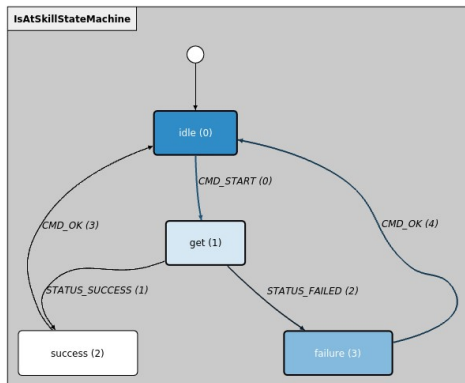 IsAtSkillStateMachine
idle (0)
CMD_START (0)
CMD_OK (3)
CMD_OK (4)
get (1)
STATUS_SUCCESS (1)
STATUS_FAILED (2)
success (2)
failure (3)